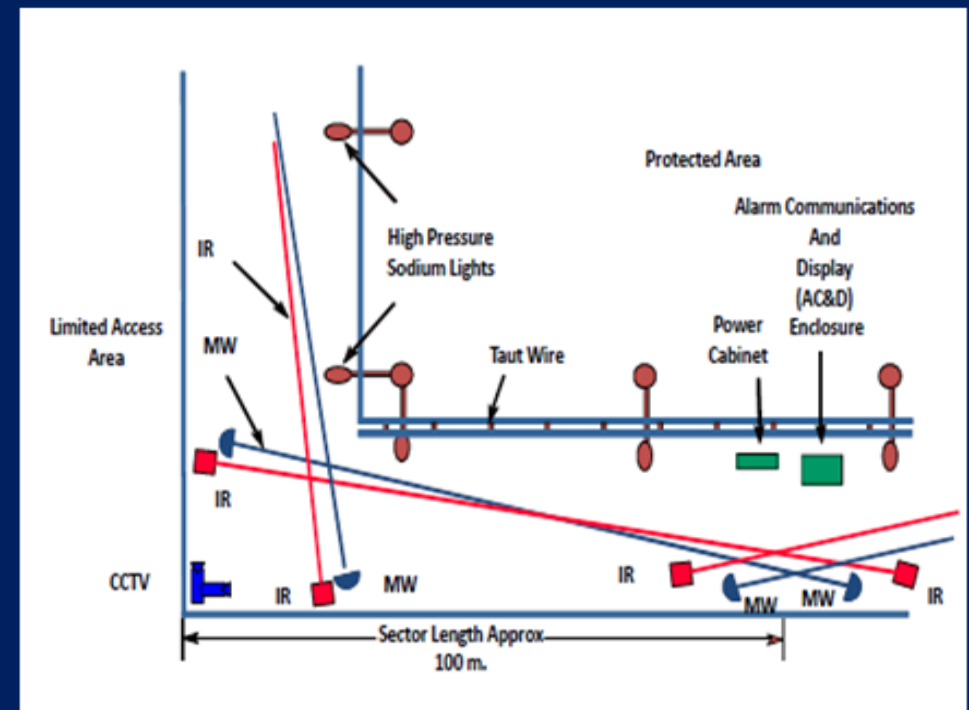 Protected Area
Alarm Communications
And
Display
(AC&D)
Enclosure
High Pressure
Sodium Lights
IR
Limited Access
Area
MW
Power
Cabinet
Taut Wire
IR
CCTV
IR
MW
IR
MW
MW
IR
Sector Length Approx
100 m.